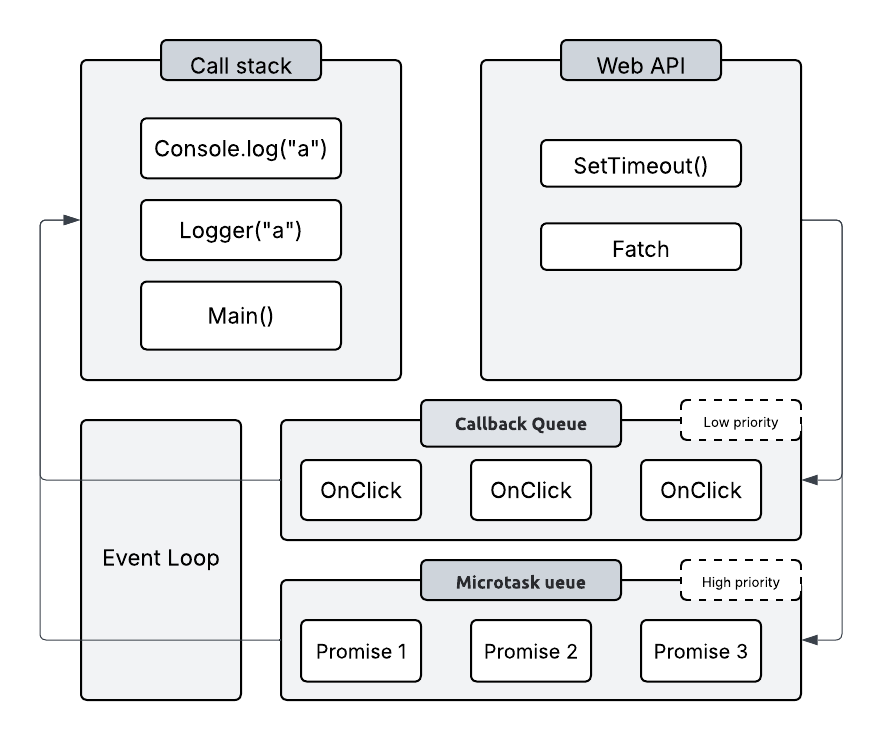 Call stack
Console.log("a")
Logger("a")
Main()
Web API
SetTimeout()
Fatch
Event Loop
Callback Queue
Low priority
OnClick
OnClick
OnClick
Microtask ueue
High priority
Promise 1
Promise 2
Promise 3